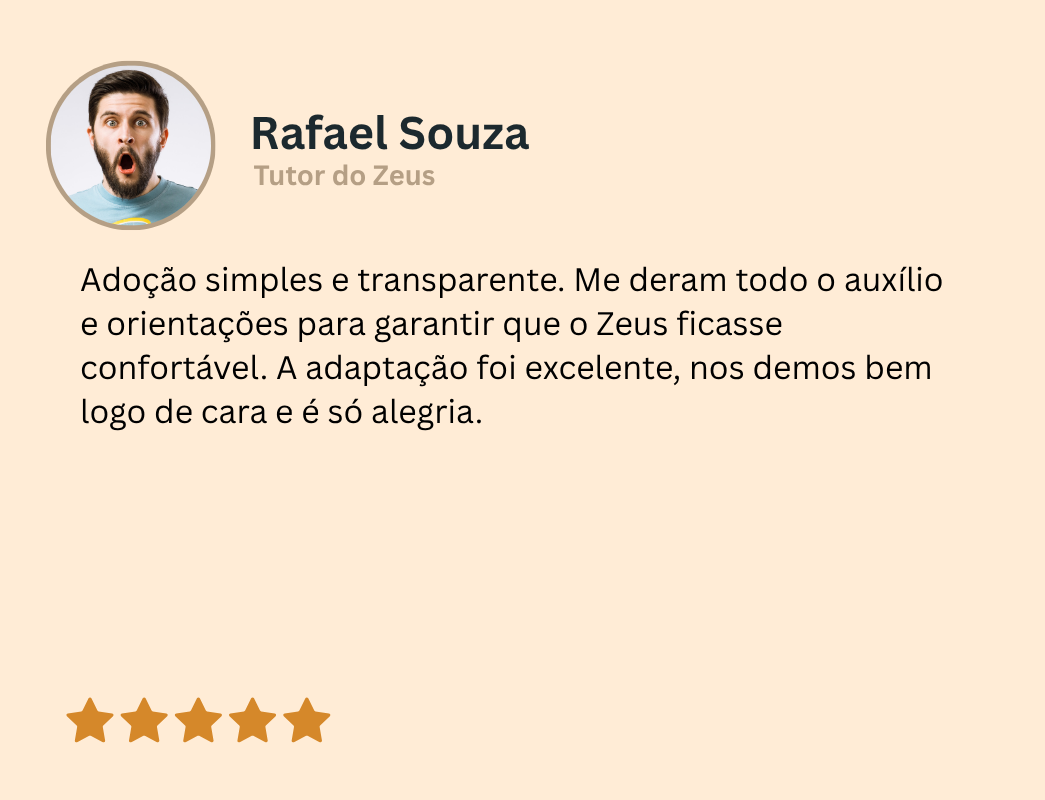 Rafael Souza
Tutor do Zeus
Adoção simples e transparente. Me deram todo o auxílio
e orientações para garantir que o Zeus ficasse
confortável. A adaptação foi excelente, nos demos bem
logo de cara e é só alegria.